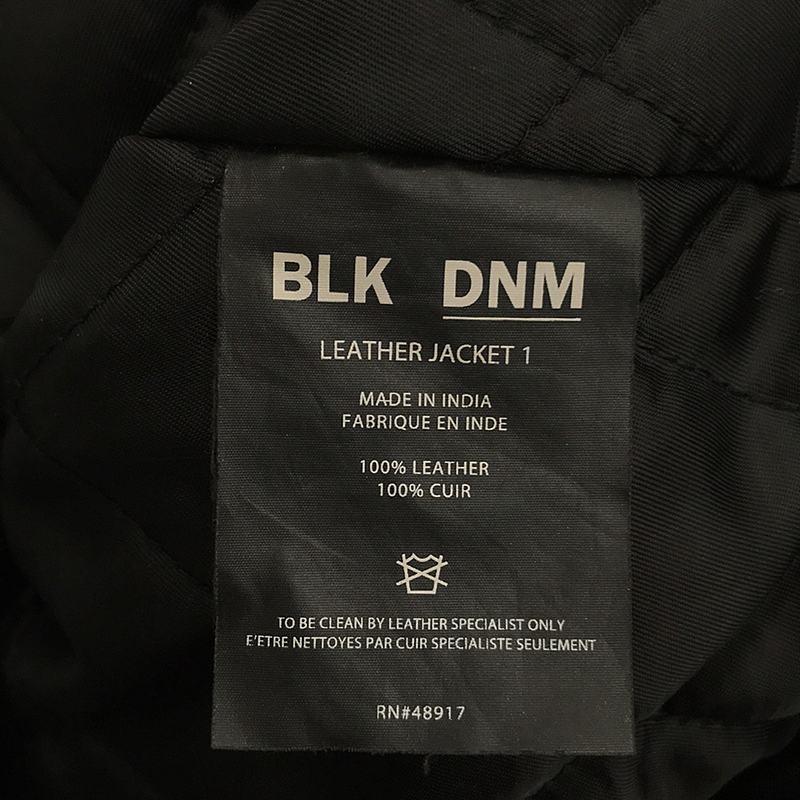 BLK DNM
LEATHER JACKET 1
MADE IN INDIA
FABRIQUE EN INDE
100% LEATHER
100% CUIR
TO BE CLEAN BY LEATHER SPECIALIST ONLY
E'ETRE NETTOYES PAR CUIR SPECIALISTE SEULEMENT
RN#48917